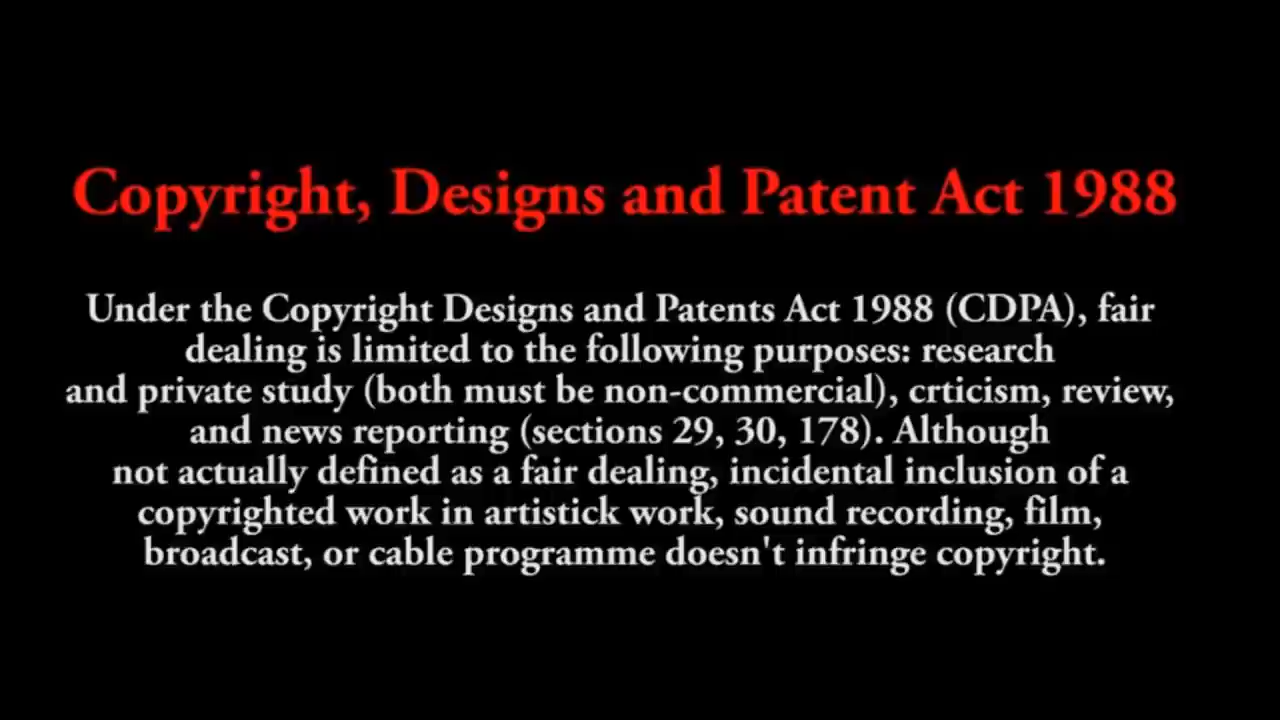 Copyright, Designs and Patent Act 1988
Under the Copyright Designs and Patents Act 1988 (CDPA), fair
dealing is limited to the following purposes: research
and private study (both must be non-commercial), crticism, review,
and news reporting (sections 29, 30, 178). Although
not actually defined as a fair dealing, incidental inclusion of a
copyrighted work in artistick work, sound recording, film,
broadcast, or cable programme doesn't infringe copyright.